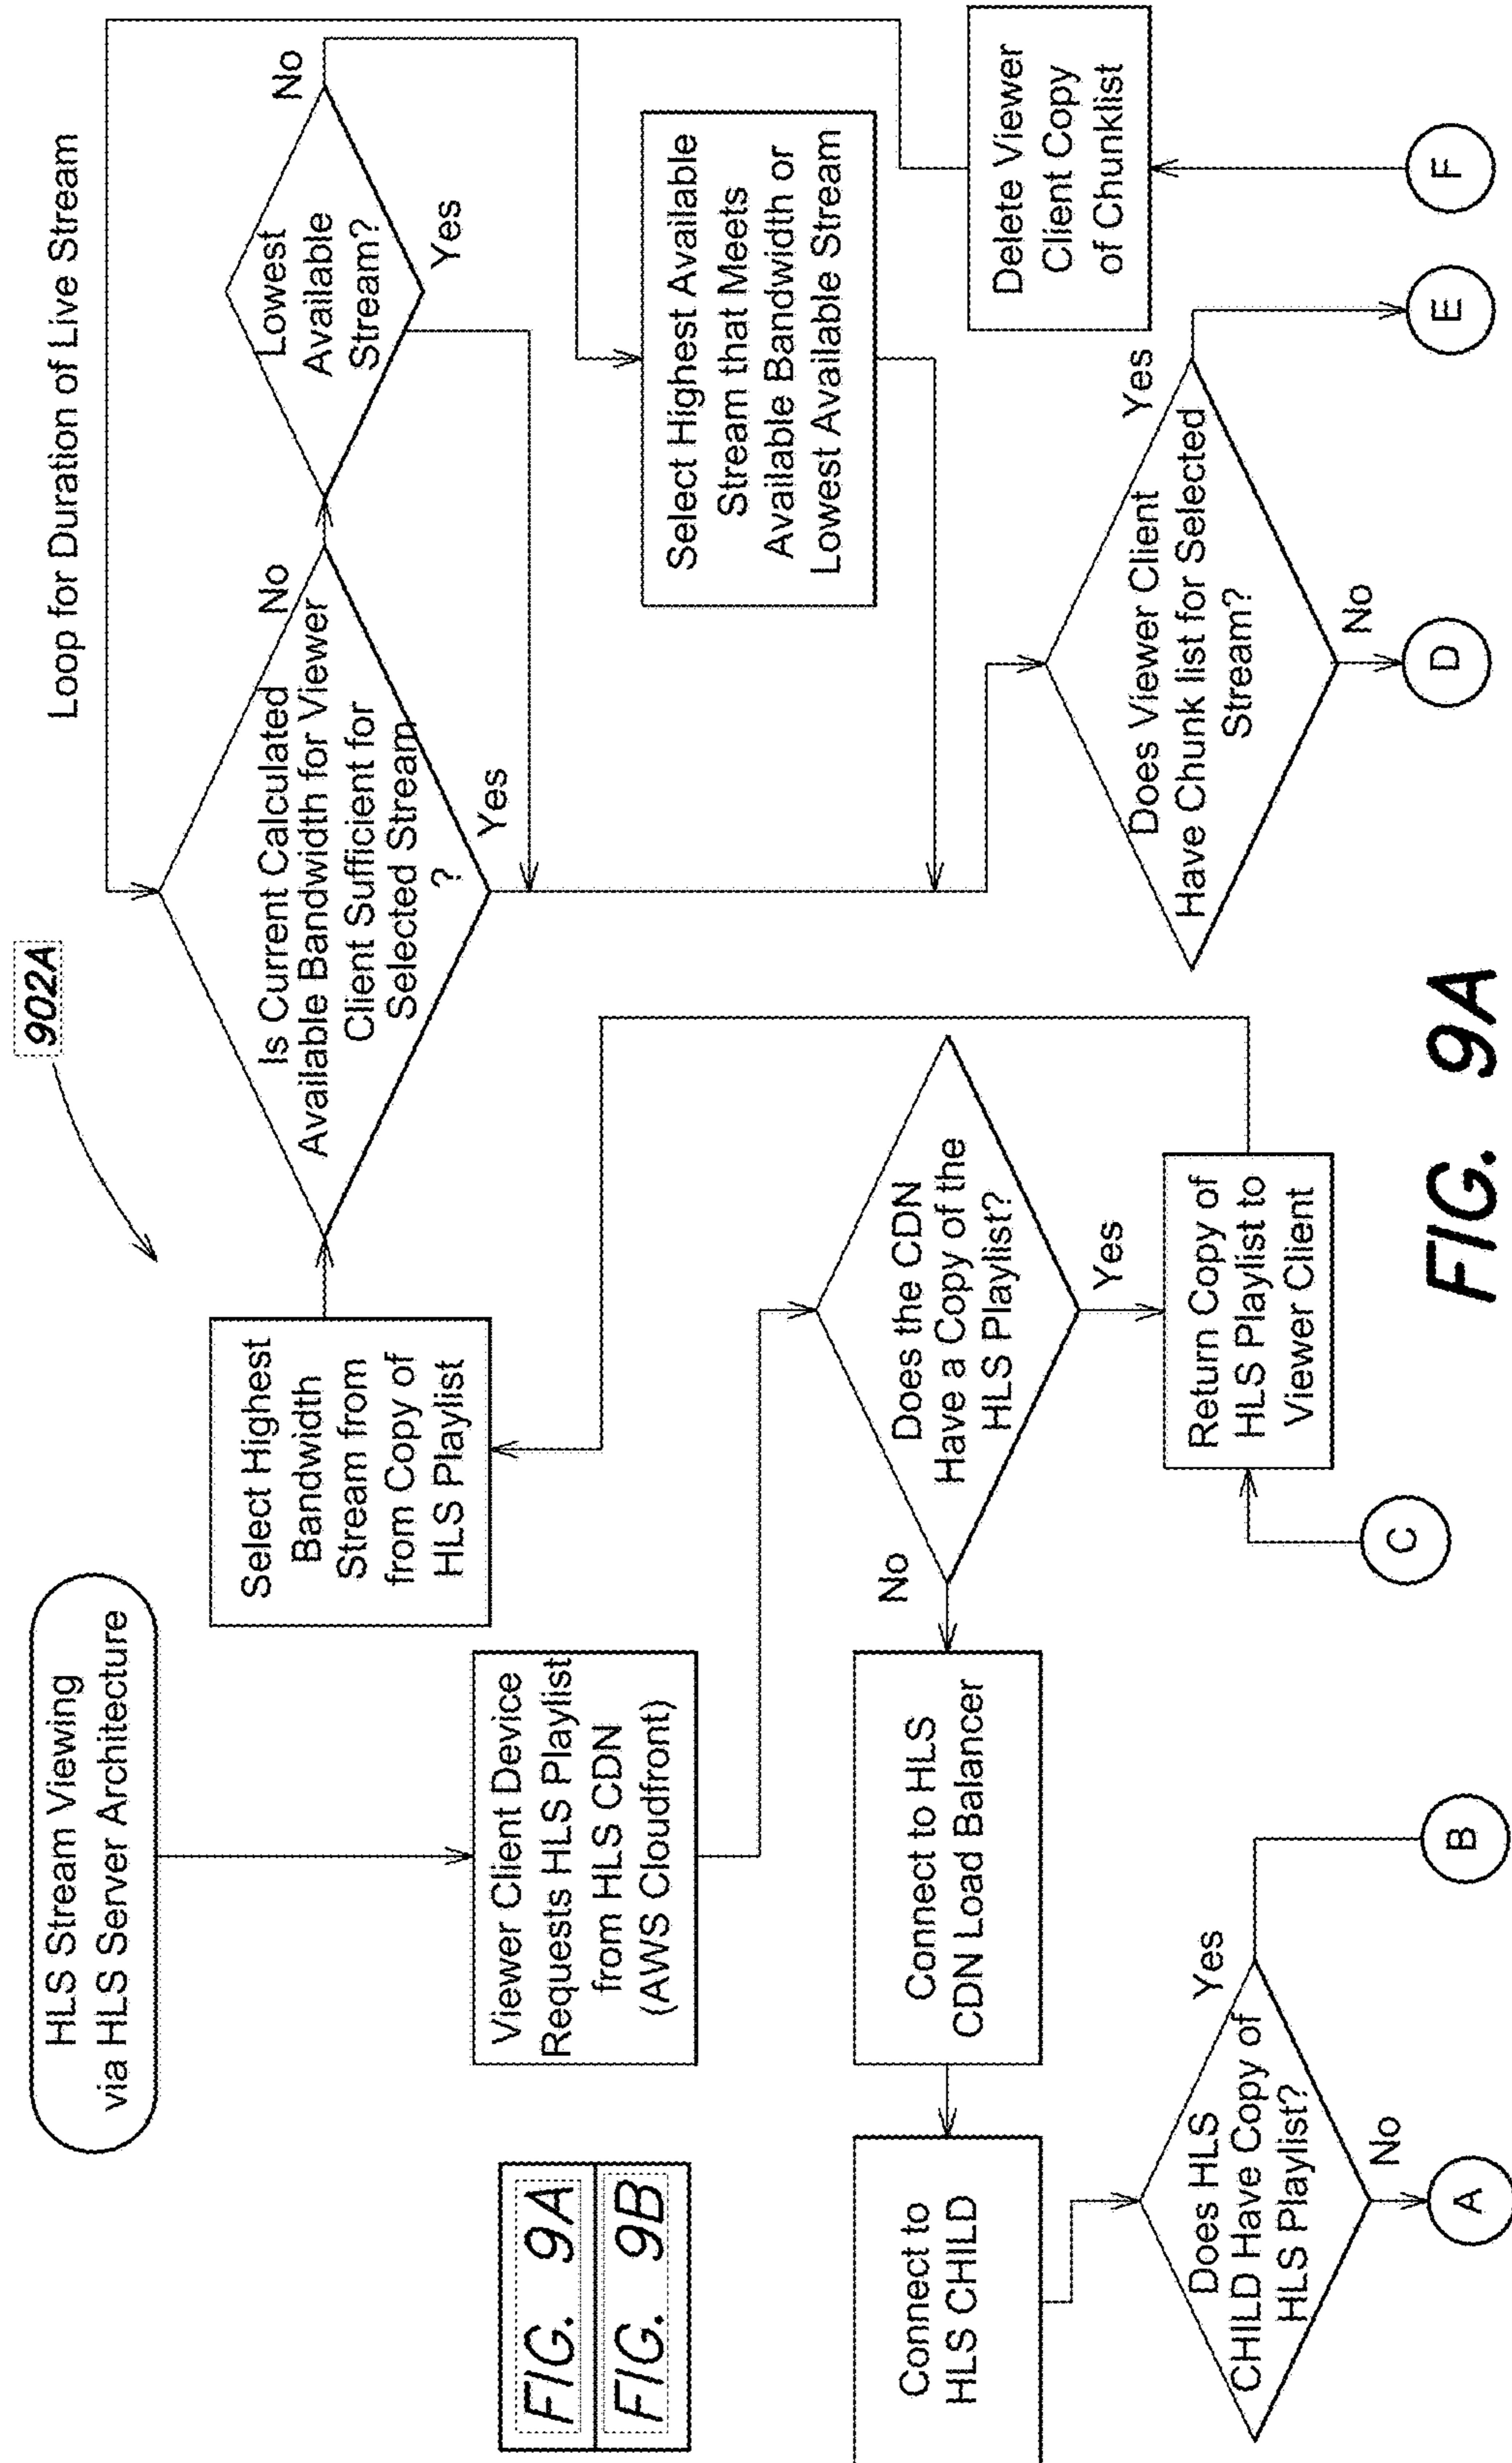 HLS Stream Viewing
via HLS Server Architecture
902A
Loop for Duration of Live Stream
FIG. 9A
FIG. 9B
Viewer Client Device
Requests HLS Playlist
from HLS CDN
(AWS Cloudfront)
Select Highest
Bandwidth
Stream from
from Copy of
HLS Playlist
Is Current Calculated
Available Bandwidth for Viewer
Client Sufficient for
Selected Stream
?
No
Yes
Lowest
Available
Stream?
No
Yes
Select Highest Available
Stream that Meets
Available Bandwidth or
Lowest Available Stream
Connect to
HLS CHILD
Connect to HLS
CDN Load Balancer
No
Does the CDN
Have a Copy of the
HLS Playlist?
Yes
Does HLS
CHILD Have Copy of
HLS Playlist?
Yes
No
Return Copy of
HLS Playlist to
Viewer Client
Does Viewer Client
Have Chunk list for Selected
Stream?
Yes
No
Delete Viewer
Client Copy
of Chunklist
A
B
C
D
E
F
FIG. 9A